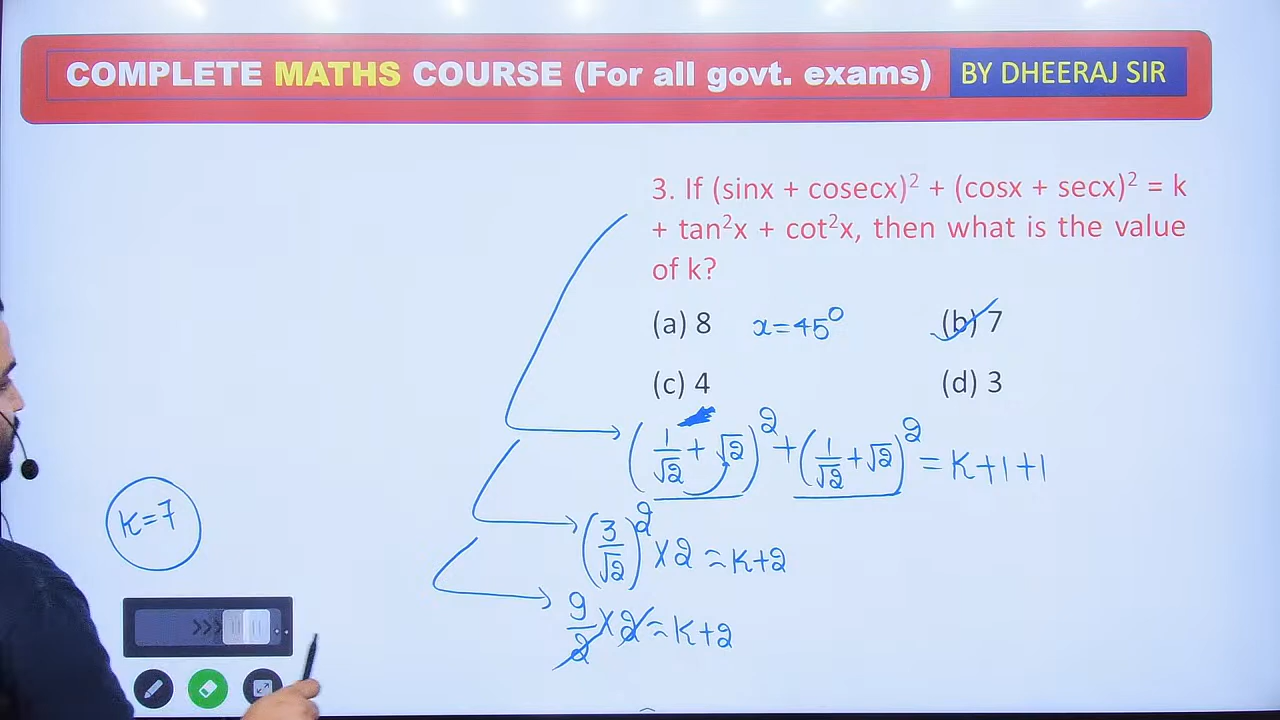 COMPLETE MATHS COURSE (For all govt. exams) BY DHEERAJ SIR
3. If (sinx + cosecx)² + (cosx + secx)² = k
+ tan²x + cot²x, then what is the value
of k?
(a) 8 x=45° (b) 7
(c) 4 (d) 3
(1/√2 + √2)² + (1/√2 + √2)² = K+1+1
(3/√2)² × 2 = K+2
K=7
9/2 × 2 = K+2